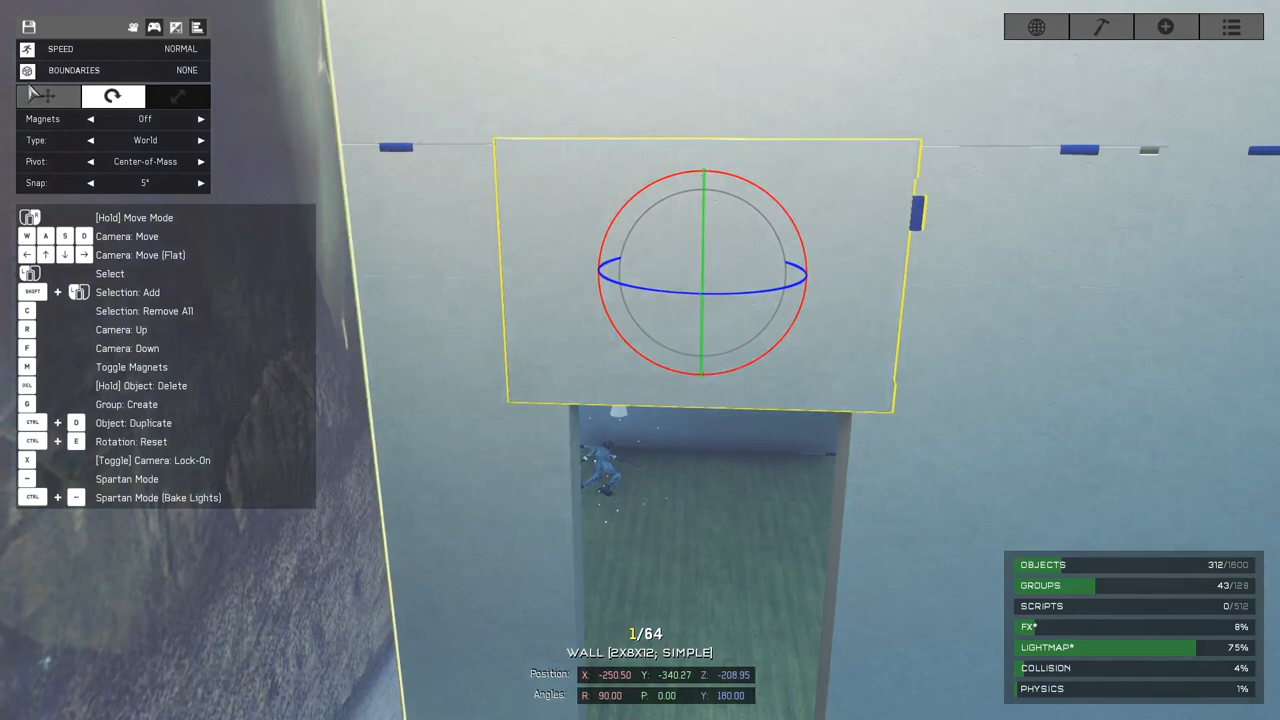 SPEED NORMAL
BOUNDARIES NONE
Magnets Off
Type: World
Pivot: Center-of-Mass
Snap: 5°
[Hold] Move Mode
W A S D Camera: Move
← ↑ ↓ → Camera: Move (Flat)
Select
SHIFT + Selection: Add
C Selection: Remove All
R Camera: Up
F Camera: Down
M Toggle Magnets
DEL [Hold] Object: Delete
G Group: Create
CTRL + D Object: Duplicate
CTRL + E Rotation: Reset
X [Toggle] Camera: Lock-On
~ Spartan Mode
CTRL + ~ Spartan Mode (Bake Lights)
1/64
WALL [2X8X12; SIMPLE]
Position: X: -250.50 Y: -340.27 Z: -208.95
Angles: R: 90.00 P: 0.00 Y: 180.00
OBJECTS 312/1600
GROUPS 43/128
SCRIPTS 0/512
FX* 8%
LIGHTMAP* 75%
COLLISION 4%
PHYSICS 1%